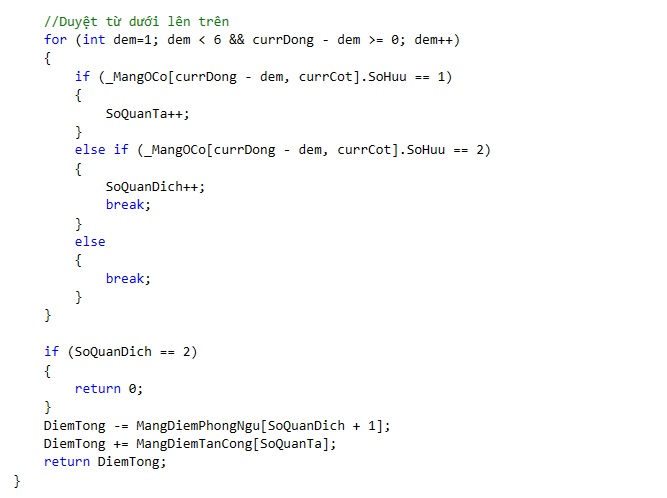 //Duyệt từ dưới lên trên
for (int dem=1; dem < 6 && currDong - dem >= 0; dem++)
{
if (_MangOCo[currDong - dem, currCot].SoHuu == 1)
{
SoQuanTa++;
}
else if (_MangOCo[currDong - dem, currCot].SoHuu == 2)
{
SoQuanDich++;
break;
}
else
{
break;
}
}
if (SoQuanDich == 2)
{
return 0;
}
DiemTong -= MangDiemPhongNgu[SoQuanDich + 1];
DiemTong += MangDiemTanCong[SoQuanTa];
return DiemTong;
}